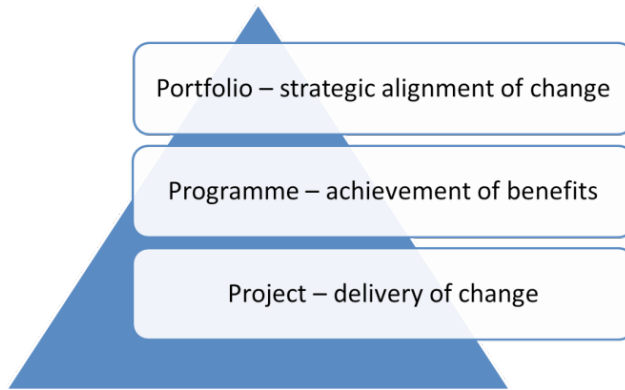 Portfolio – strategic alignment of change
Programme – achievement of benefits
Project – delivery of change